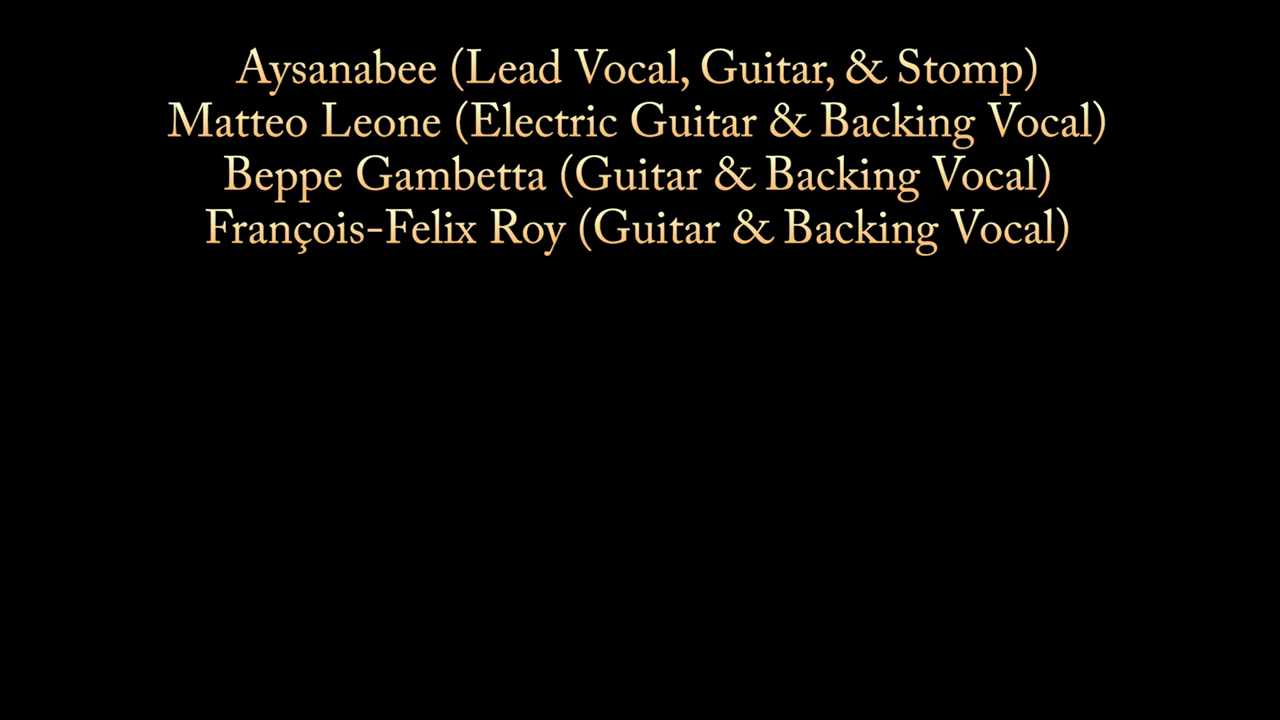 Aysanabee (Lead Vocal, Guitar, & Stomp)
Matteo Leone (Electric Guitar & Backing Vocal)
Beppe Gambetta (Guitar & Backing Vocal)
François-Felix Roy (Guitar & Backing Vocal)